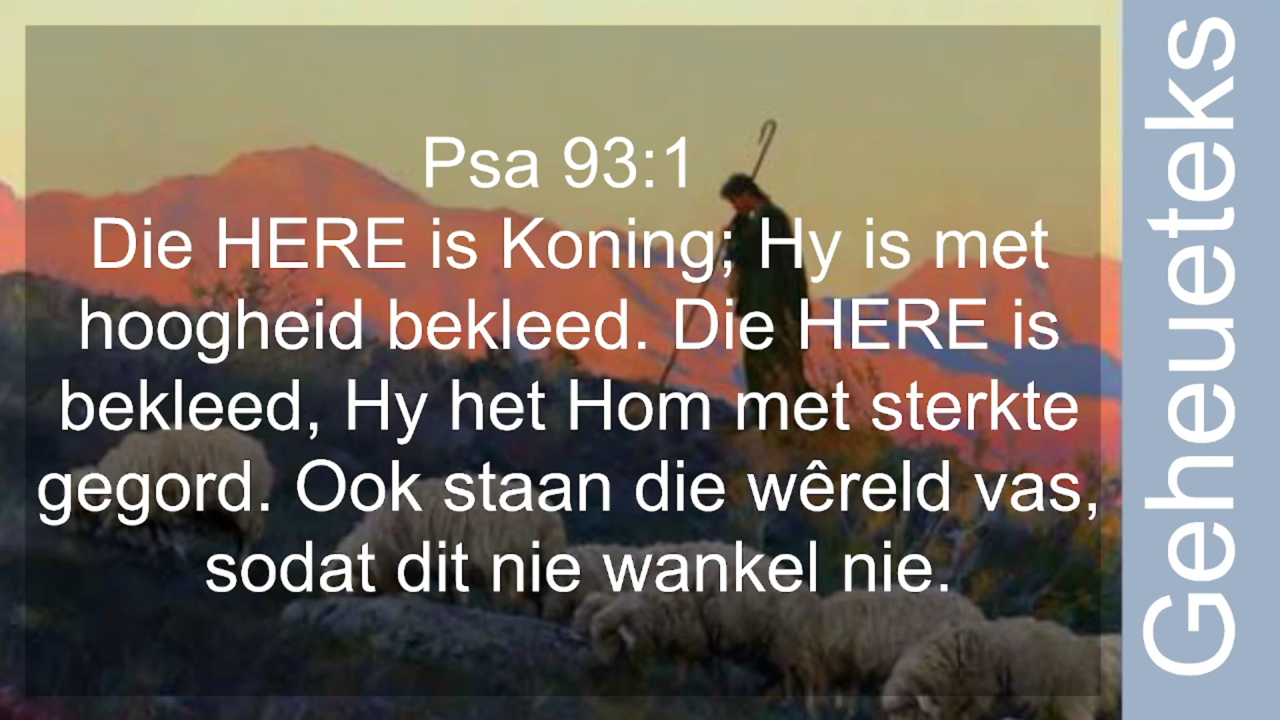 Psa 93:1
Die HERE is Koning; Hy is met
hoogheid bekleed. Die HERE is
bekleed, Hy het Hom met sterkte
gegord. Ook staan die wêreld vas,
sodat dit nie wankel nie.
Geheueteks